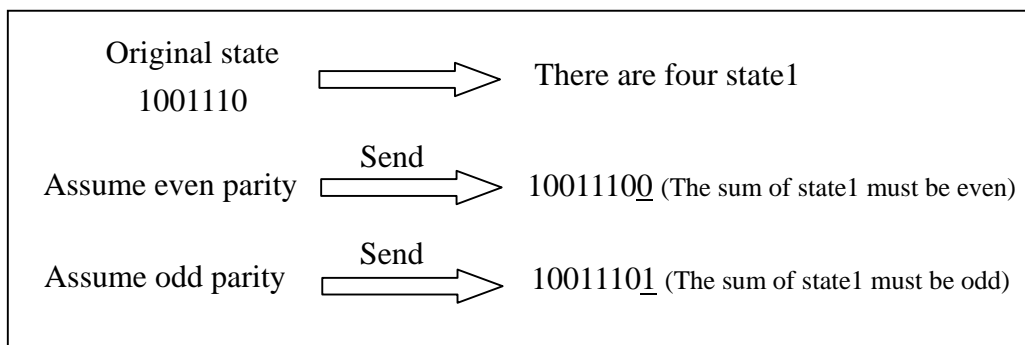 Original state
1001110
There are four state1
Send
Assume even parity
10011100 (The sum of state1 must be even)
Send
Assume odd parity
10011101 (The sum of state1 must be odd)